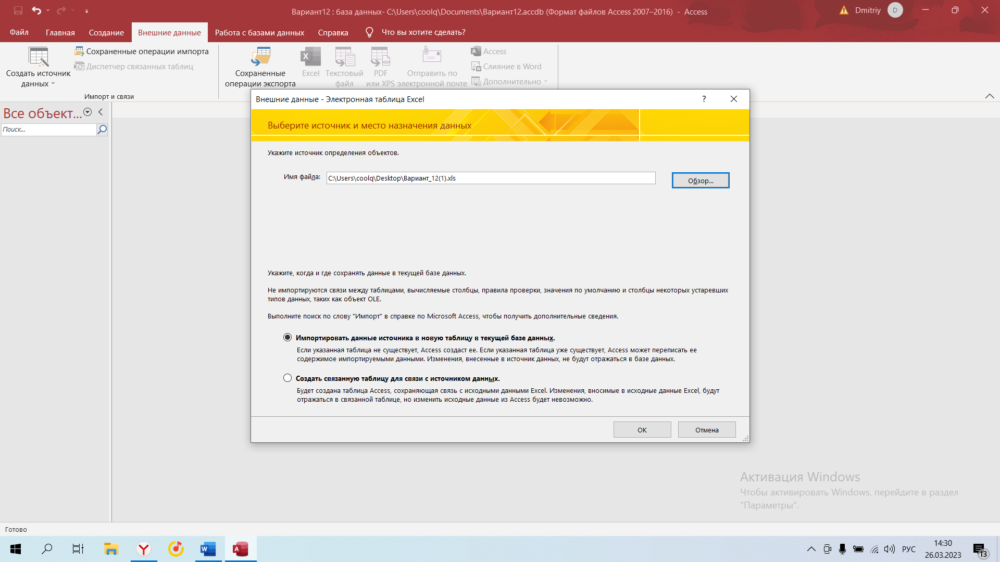 Вариант12 : база данных- C:\Users\coolq\Documents\Вариант12.accdb (Формат файлов Access 2007–2016) - Access
Dmitriy
D
Файл
Главная
Создание
Внешние данные
Работа с базами данных
Справка
Что вы хотите сделать?
Создать источник
данных
Сохраненные операции импорта
Диспетчер связанных таблиц
Импорт и связи
Сохраненные
операции экспорта
Excel
Текстовый
файл
PDF
или XPS
Отправить по
электронной почте
Access
Слияние в Word
Дополнительно
Все объект...
Поиск...
Внешние данные - Электронная таблица Excel
?
Выберите источник и место назначения данных
Укажите источник определения объектов.
Имя файла:
C:\Users\coolq\Desktop\Вариант_12(1).xls
Обзор...
Укажите, когда и где сохранять данные в текущей базе данных.
Не импортируются связи между таблицами, вычисляемые столбцы, правила проверки, значения по умолчанию и столбцы некоторых устаревших
типов данных, таких как объект OLE.
Выполните поиск по слову "Импорт" в справке по Microsoft Access, чтобы получить дополнительные сведения.
Импортировать данные источника в новую таблицу в текущей базе данных.
Если указанная таблица не существует, Access создаст ее. Если указанная таблица уже существует, Access может переписать ее
содержимое импортируемыми данными. Изменения, внесенные в источник данных, не будут отражаться в базе данных.
Создать связанную таблицу для связи с источником данных.
Будет создана таблица Access, сохраняющая связь с исходными данными Excel. Изменения, вносимые в исходные данные Excel, будут
отражаться в связанной таблице, но изменить исходные данные из Access будет невозможно.
ОК
Отмена
Активация Windows
Чтобы активировать Windows, перейдите в раздел
"Параметры".
Готово
РУС
14:30
26.03.2023
13